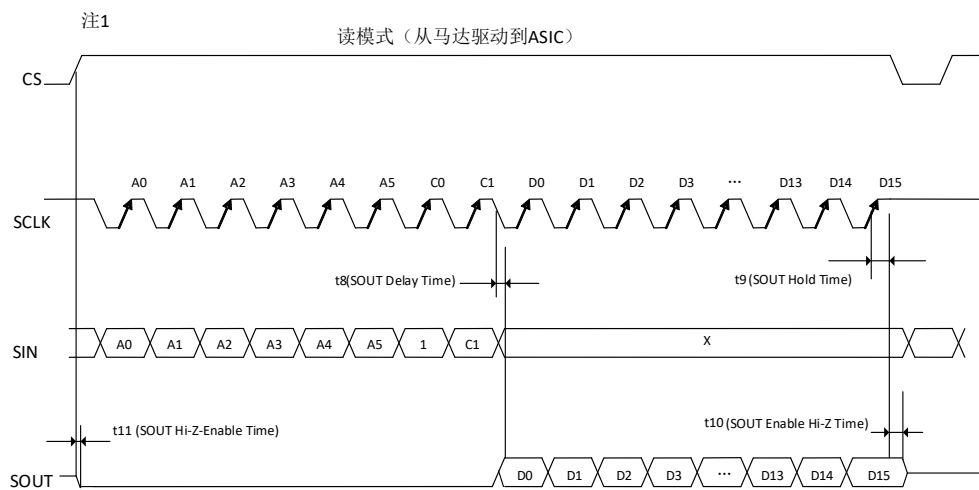 注1
读模式（从马达驱动到ASIC）
CS
A0 A1 A2 A3 A4 A5 C0 C1 D0 D1 D2 D3 ... D13 D14 D15
SCLK
t8(SOUT Delay Time)
t9(SOUT Hold Time)
SIN
A0 A1 A2 A3 A4 A5 1 C1 X
t11 (SOUT Hi-Z-Enable Time)
t10(SOUT Enable Hi-Z Time)
SOUT
D0 D1 D2 D3 ... D13 D14 D15